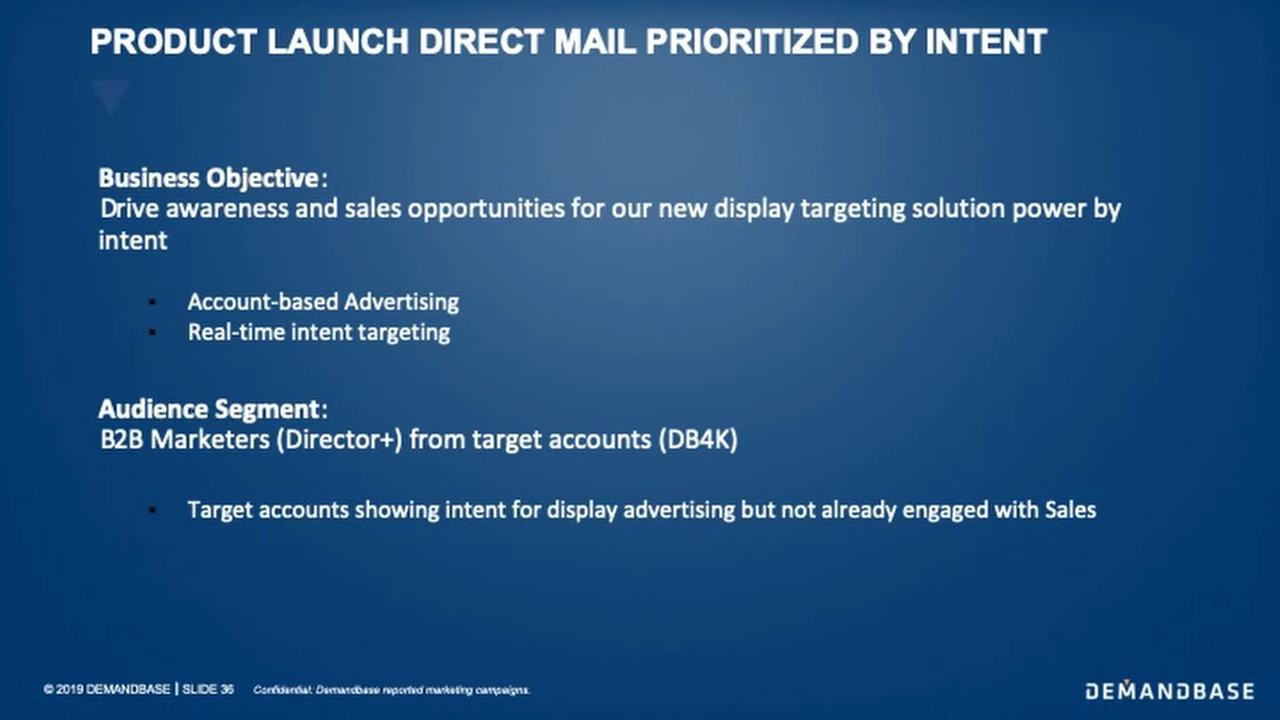 PRODUCT LAUNCH DIRECT MAIL PRIORITIZED BY INTENT
Business Objective:
Drive awareness and sales opportunities for our new display targeting solution power by
intent
▪ Account-based Advertising
▪ Real-time intent targeting
Audience Segment:
B2B Marketers (Director+) from target accounts (DB4K)
▪ Target accounts showing intent for display advertising but not already engaged with Sales
© 2019 DEMANDBASE | SLIDE 36 Confidential: Demandbase reported marketing campaigns.
DEMANDBASE